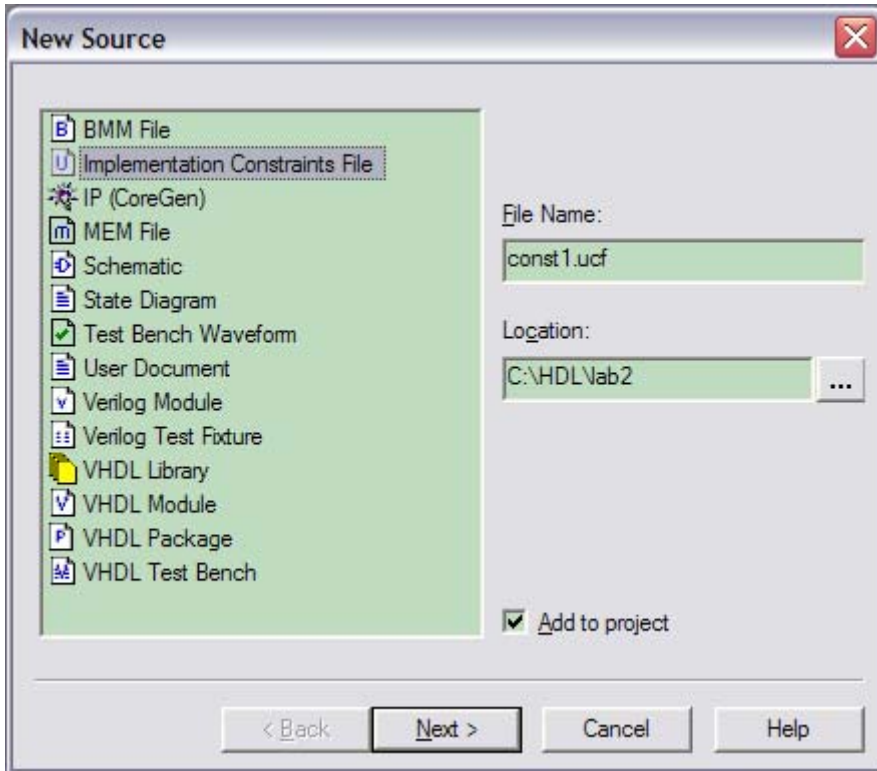 New Source
BMM File
Implementation Constraints File
IP (CoreGen)
MEM File
Schematic
State Diagram
Test Bench Waveform
User Document
Verilog Module
Verilog Test Fixture
VHDL Library
VHDL Module
VHDL Package
VHDL Test Bench
File Name:
const1.ucf
Location:
C:\HDL\lab2
...
Add to project
< Back
Next >
Cancel
Help